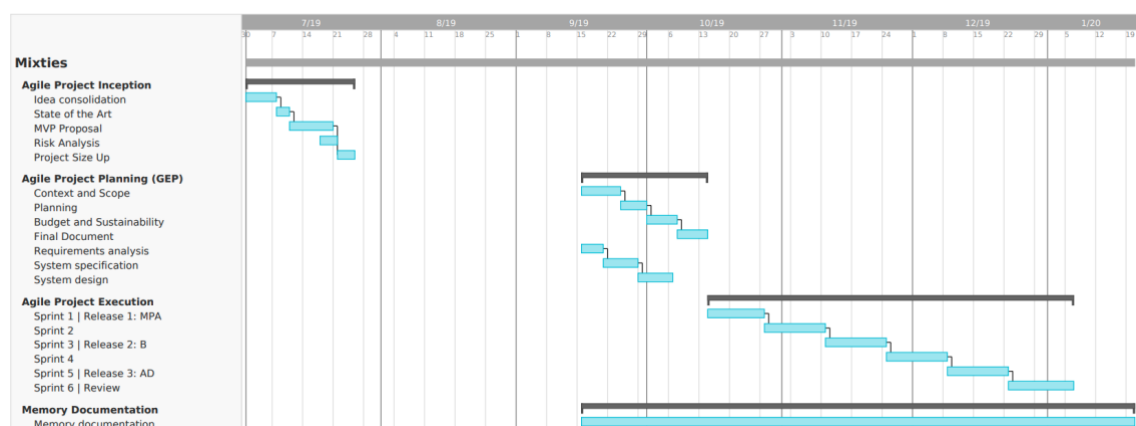 7/19 8/19 9/19 10/19 11/19 12/19 1/20
30 7 14 21 28 4 11 18 25 1 8 15 22 29 6 13 20 27 3 10 17 24 1 8 15 22 29 5 12 19
Mixties
Agile Project Inception
Idea consolidation
State of the Art
MVP Proposal
Risk Analysis
Project Size Up
Agile Project Planning (GEP)
Context and Scope
Planning
Budget and Sustainability
Final Document
Requirements analysis
System specification
System design
Agile Project Execution
Sprint 1 | Release 1: MPA
Sprint 2
Sprint 3 | Release 2: B
Sprint 4
Sprint 5 | Release 3: AD
Sprint 6 | Review
Memory Documentation
Memory documentation